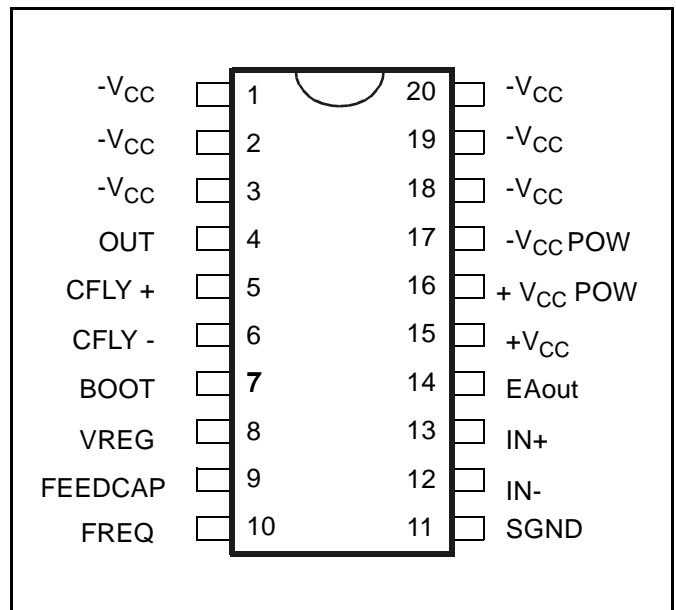 -VCC 1 20 -VCC
-VCC 2 19 -VCC
-VCC 3 18 -VCC
OUT 4 17 -VCC POW
CFLY + 5 16 + VCC POW
CFLY - 6 15 +VCC
BOOT 7 14 EAout
VREG 8 13 IN+
FEEDCAP 9 12 IN-
FREQ 10 11 SGND